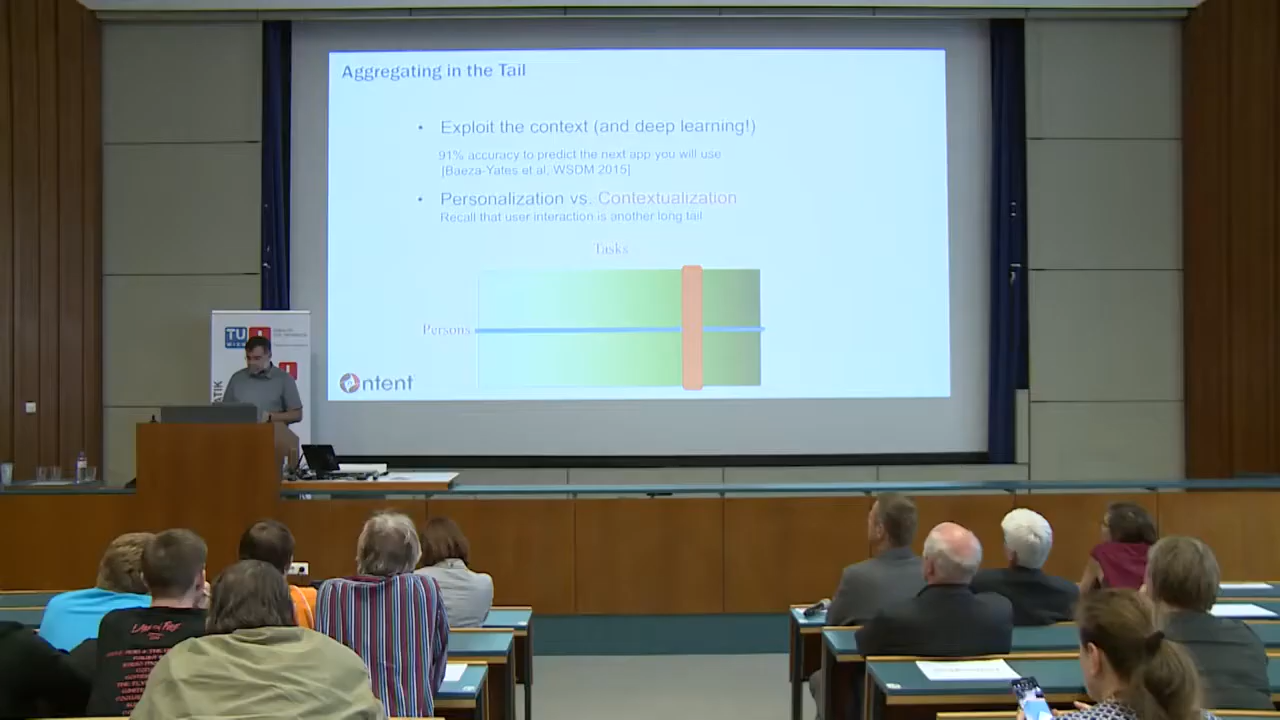 Aggregating in the Tail
• Exploit the context (and deep learning!)
91% accuracy to predict the next app you will use
[Baeza-Yates et al, WSDM 2015]
• Personalization vs. Contextualization
Recall that user interaction is another long tail
Tasks
Persons
ntent
TU
WIEN